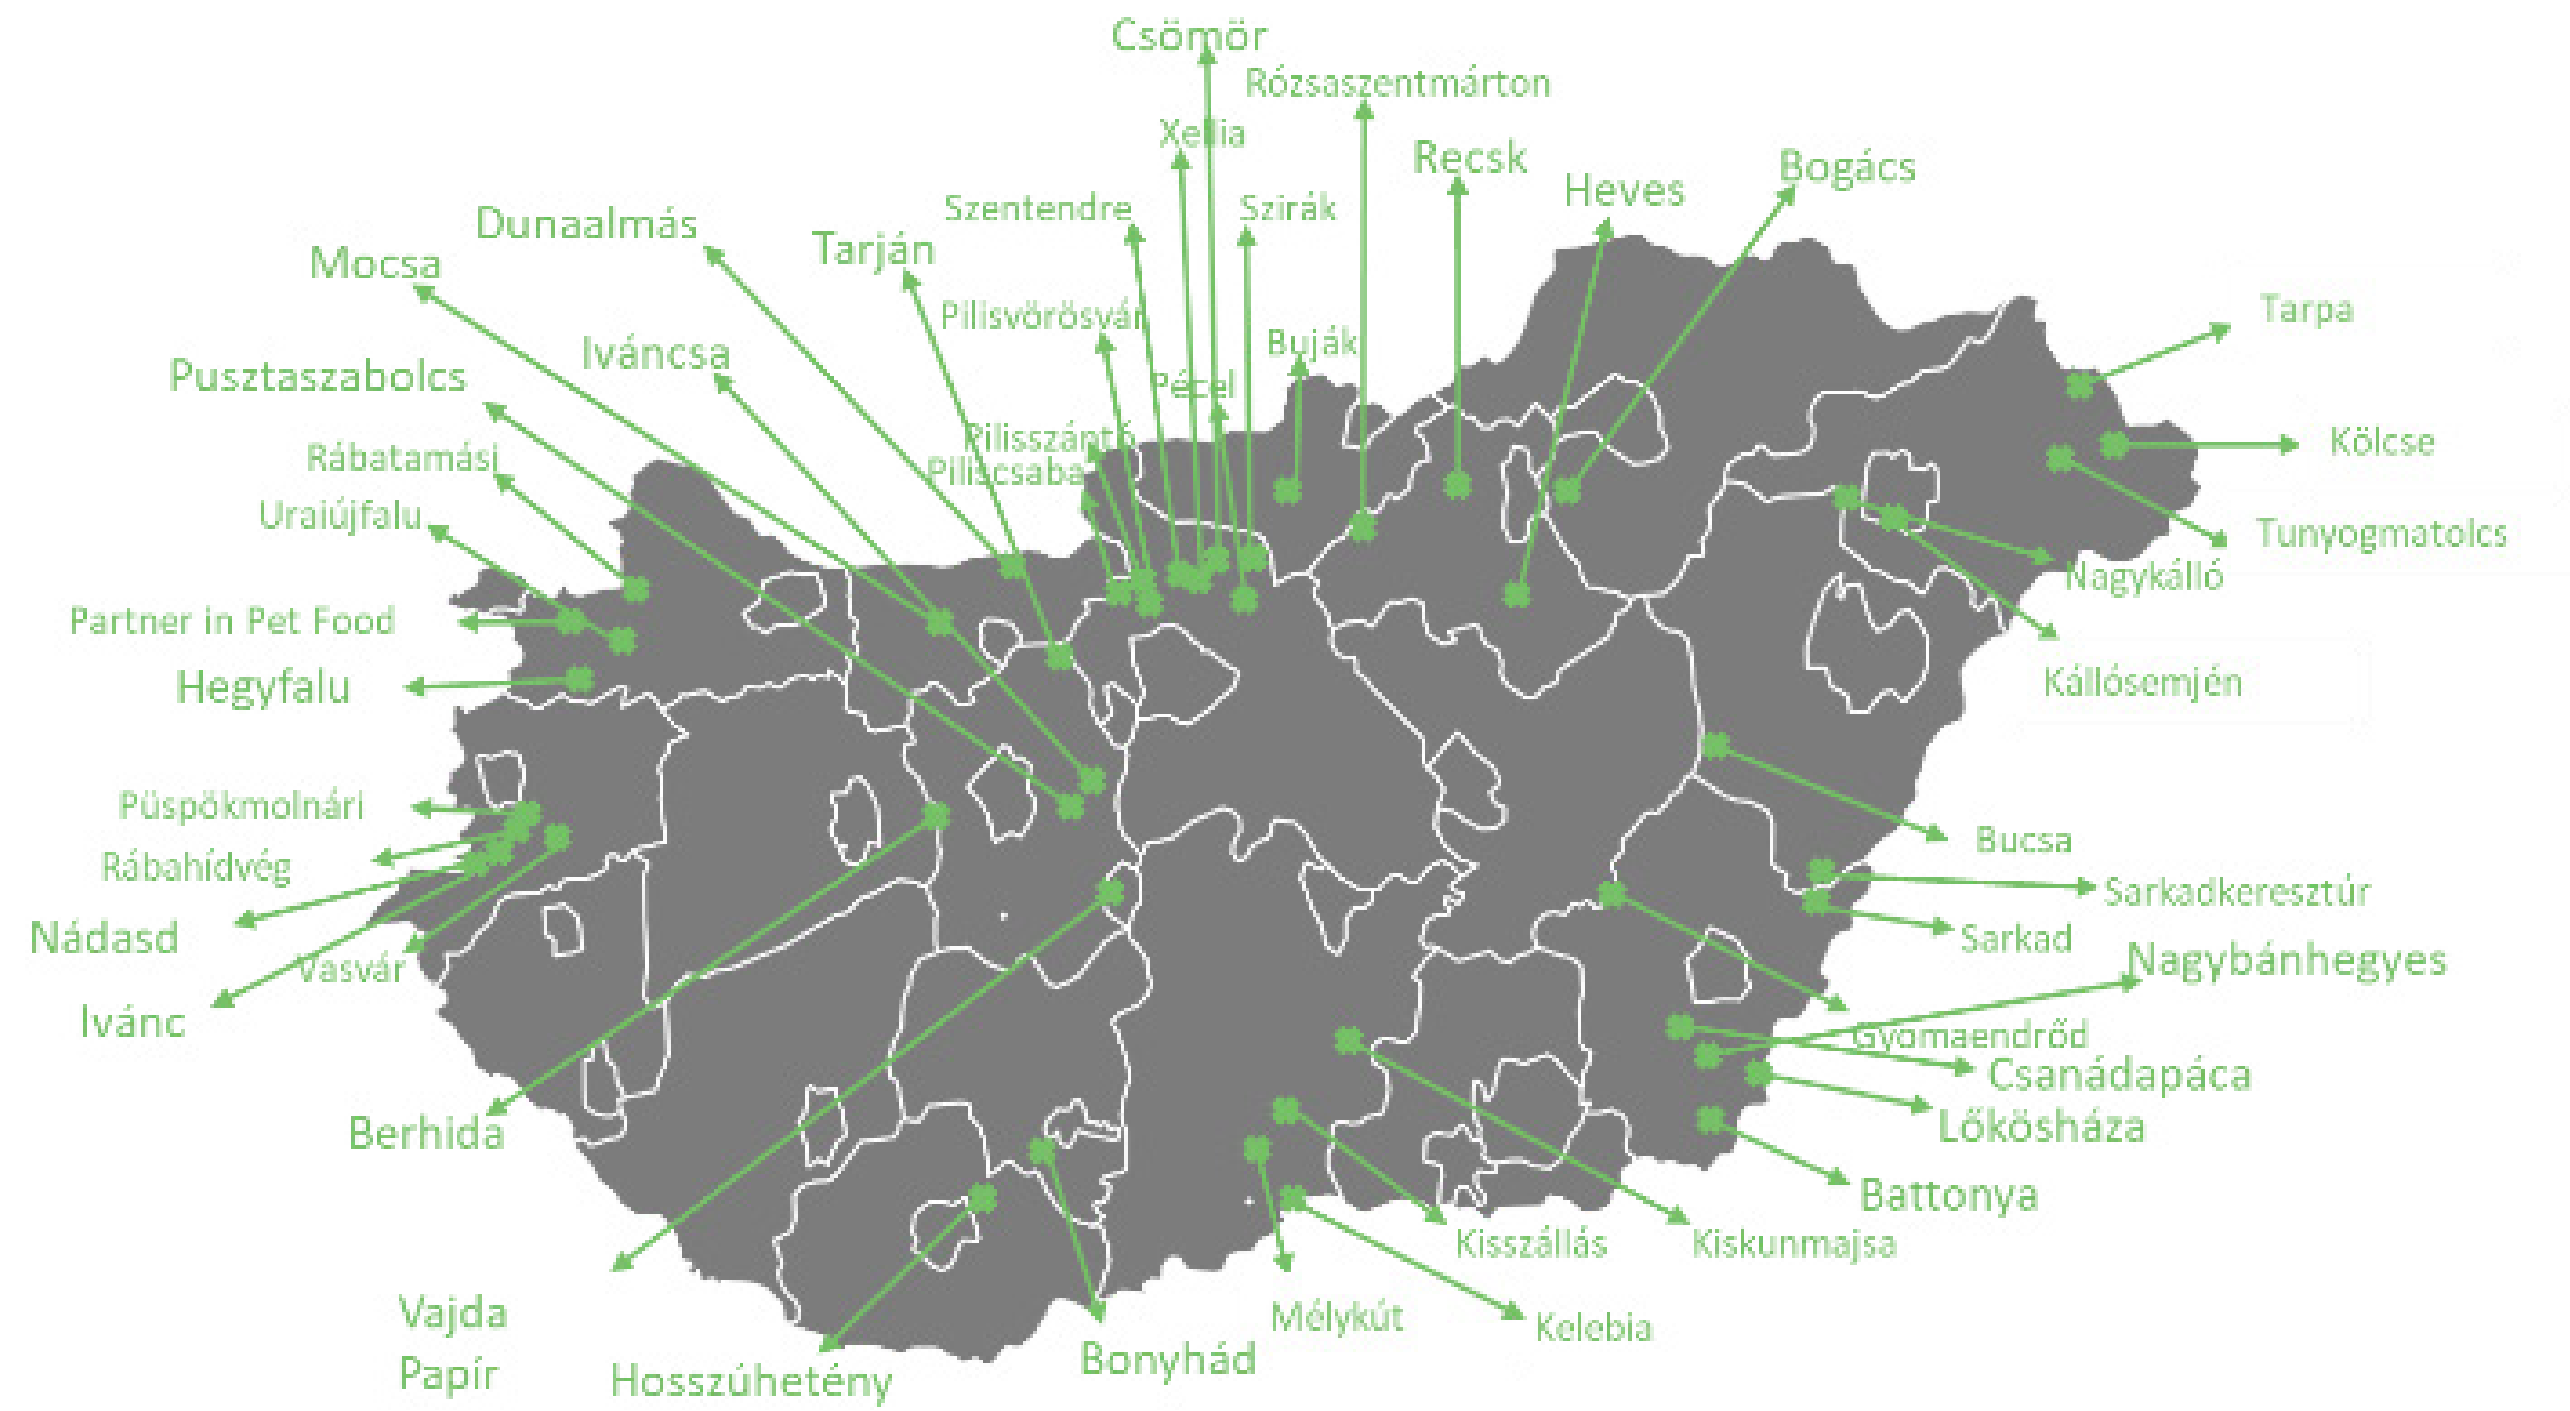 Csömör
Rózsaszentmárton
Xellia
Recsk
Bogács
Heves
Szentendre
Szirák
Dunaalmás
Tarján
Mocsa
Tarpa
Pilisvörösvár
Buják
Iváncsa
Pusztaszabolcs
Pécel
Pilisszántó
Kölcse
Rábatamási
Piliscsaba
Uraiújfalu
Tunyogmatolcs
Nagykálló
Partner in Pet Food
Hegyfalu
Kállósemjén
Püspökmolnári
Bucsa
Rábahídvég
Sarkadkeresztúr
Nádasd
Sarkad
Vasvár
Nagybánhegyes
Ivánc
Gyomaendrőd
Csanádapáca
Berhida
Lőkösháza
Battonya
Kisszállás
Kiskunmajsa
Vajda
Papír
Mélykút
Kelebia
Hosszúhetény
Bonyhád